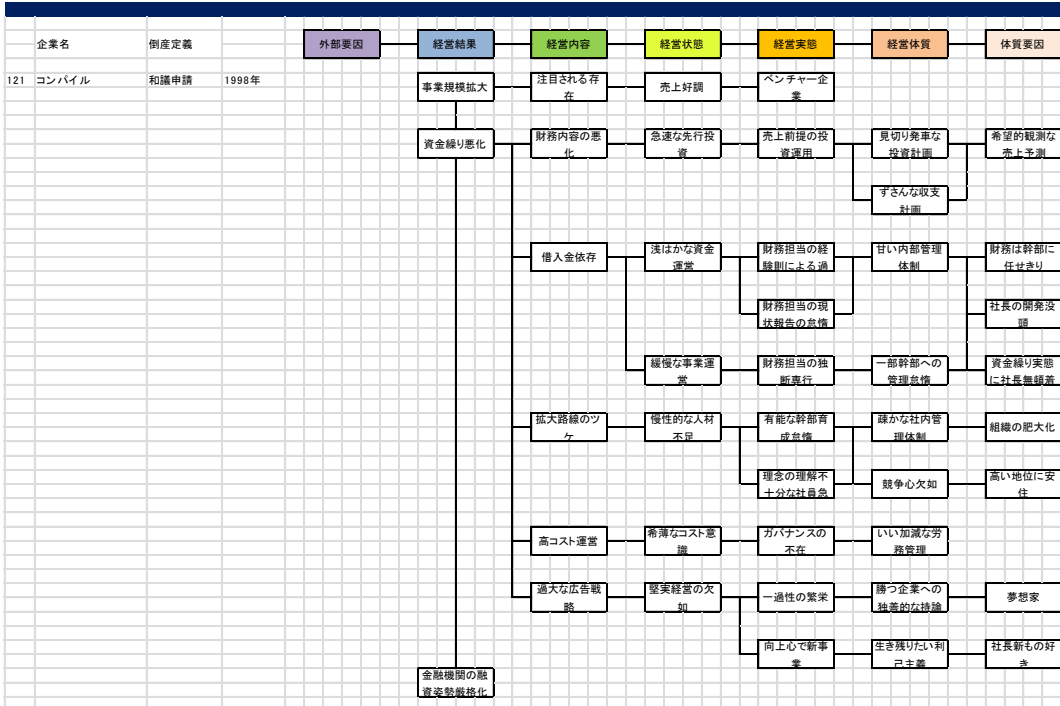 企業名
倒産定義
外部要因
経営結果
経営内容
経営状態
経営実態
経営体質
体質要因
121
コンパイル
和議申請
1998年
事業規模拡大
注目される存
在
売上好調
ベンチャー企
業
資金繰り悪化
財務内容の悪
化
急速な先行投
資
売上前提の投
資運用
見切り発車な
投資計画
希望的観測な
売上予測
ずさんな収支
計画
借入金依存
浅はかな資金
運営
財務担当の経
験則による過
甘い内部管理
体制
財務は幹部に
任せきり
財務担当の現
状報告の怠惰
社長の開発没
頭
緩慢な事業運
営
財務担当の独
断専行
一部幹部への
管理怠惰
資金繰り実態
に社長無頓着
拡大路線のツ
ケ
慢性的な人材
不足
有能な幹部育
成怠惰
疎かな社内管
理体制
組織の肥大化
理念の理解不
十分な社員急
競争心欠如
高い地位に安
住
高コスト運営
希薄なコスト意
識
ガバナンスの
不在
いい加減な労
務管理
過大な広告戦
略
堅実経営の欠
如
一過性の繁栄
勝つ企業への
独善的な持論
夢想家
向上心で新事
業
生き残りたい利
己主義
社長新もの好
き
金融機関の融
資姿勢厳格化